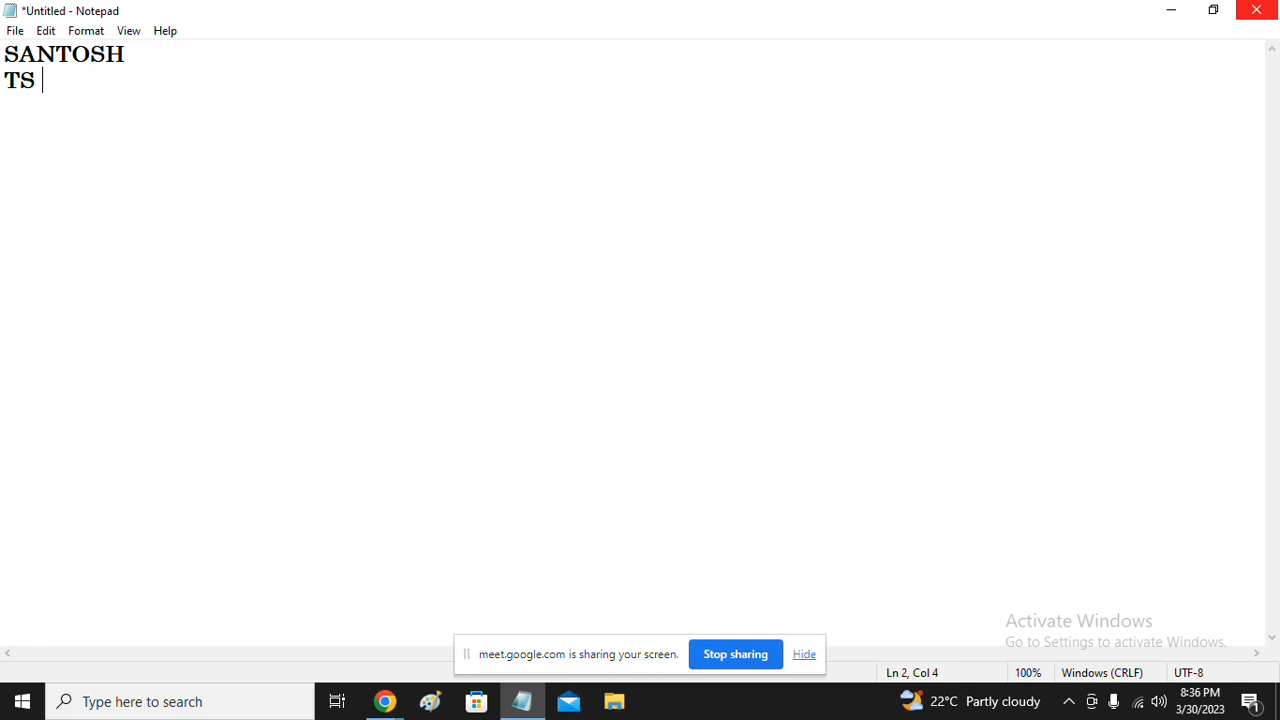 *Untitled - Notepad
File Edit Format View Help
SANTOSH
TS
Activate Windows
Go to Settings to activate Windows.
meet.google.com is sharing your screen. Stop sharing Hide
Ln 2, Col 4 100% Windows (CRLF) UTF-8
Type here to search
22°C Partly cloudy
8:36 PM
3/30/2023
1